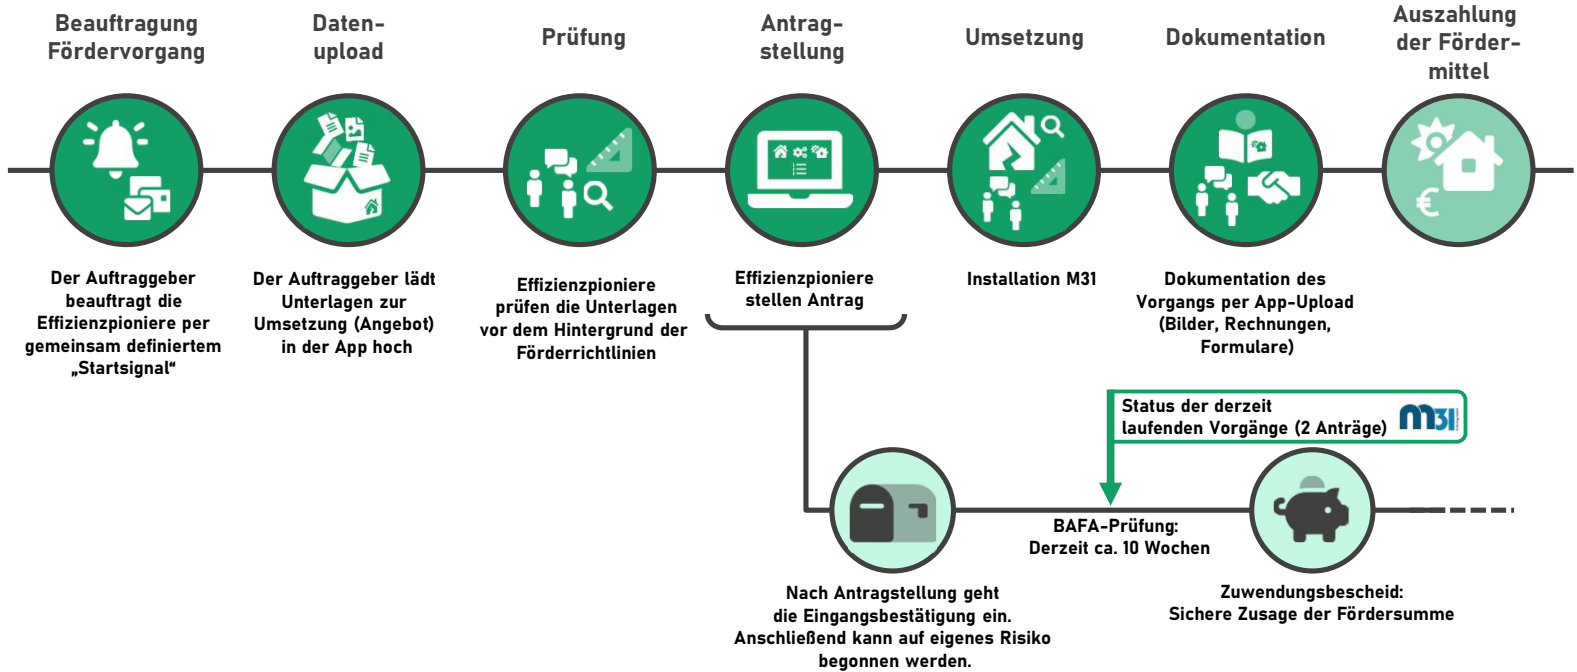 Beauftragung
Fördervorgang
Daten-
upload
Prüfung
Antrag-
stellung
Umsetzung
Dokumentation
Auszahlung
der Förder-
mittel
€
Der Auftraggeber
beauftragt die
Effizienzpioniere per
gemeinsam definiertem
„Startsignal“
Der Auftraggeber lädt
Unterlagen zur
Umsetzung (Angebot)
in der App hoch
Effizienzpioniere
prüfen die Unterlagen
vor dem Hintergrund der
Förderrichtlinien
Effizienzpioniere
stellen Antrag
Installation M31
Dokumentation des
Vorgangs per App-Upload
(Bilder, Rechnungen,
Formulare)
Status der derzeit
laufenden Vorgänge (2 Anträge)
m31
BAFA-Prüfung:
Derzeit ca. 10 Wochen
Nach Antragstellung geht
die Eingangsbestätigung ein.
Anschließend kann auf eigenes Risiko
begonnen werden.
Zuwendungsbescheid:
Sichere Zusage der Fördersumme